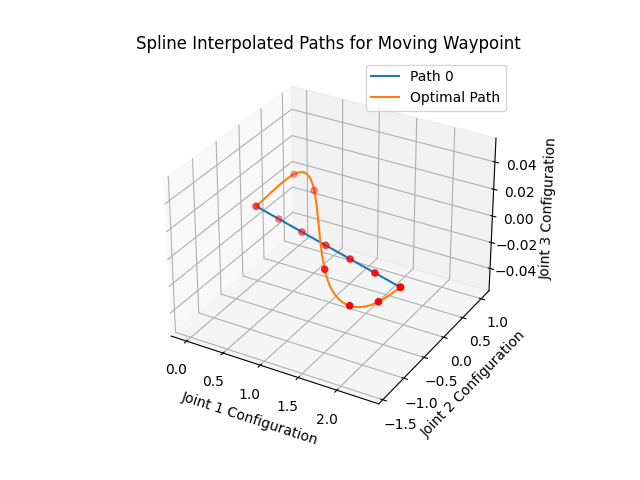 Spline Interpolated Paths for Moving Waypoint
Path 0
Optimal Path
0.04
0.02
0.00
−0.02
−0.04
Joint 3 Configuration
1.0
0.5
0.0
−0.5
−1.0
−1.5
Joint 2 Configuration
0.0
0.5
1.0
1.5
2.0
Joint 1 Configuration